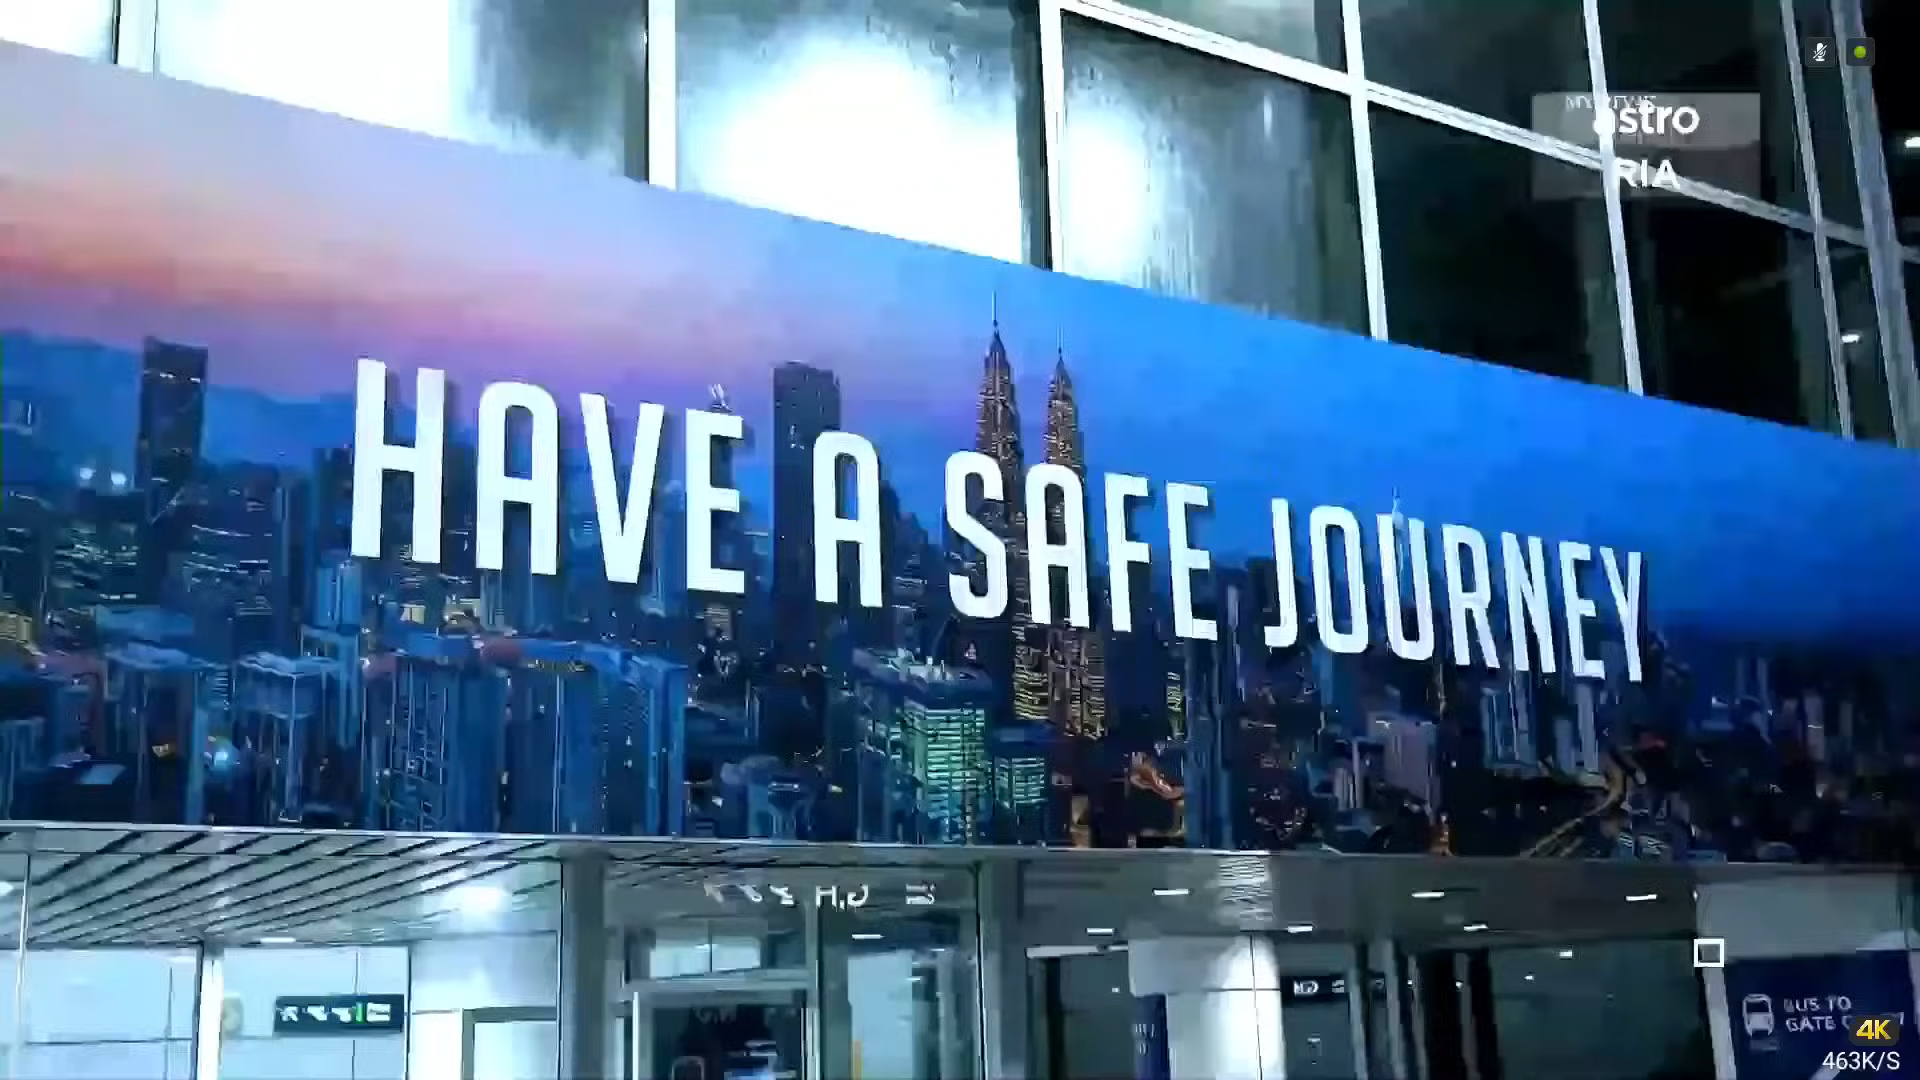 astro
RIA
HAVE A SAFE JOURNEY
BUS TO
GATE C
4K
463K/S